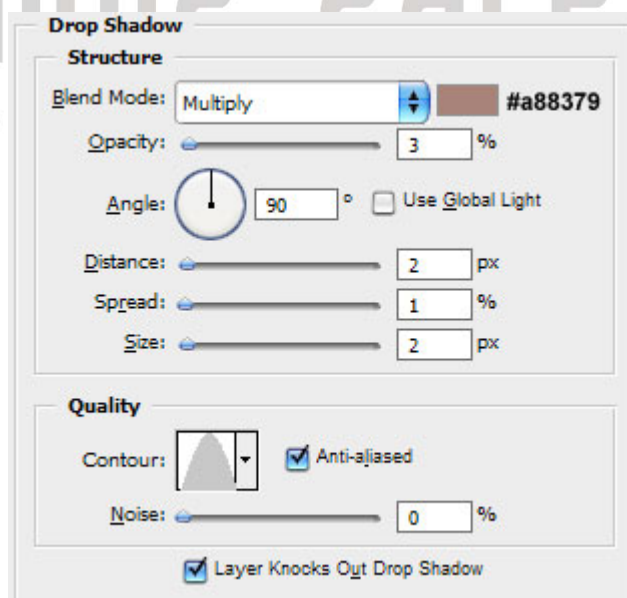 Drop Shadow
Structure
Blend Mode: Multiply #a88379
Opacity: 3 %
Angle: 90 ° Use Global Light
Distance: 2 px
Spread: 1 %
Size: 2 px
Quality
Contour: Anti-aliased
Noise: 0 %
Layer Knocks Out Drop Shadow